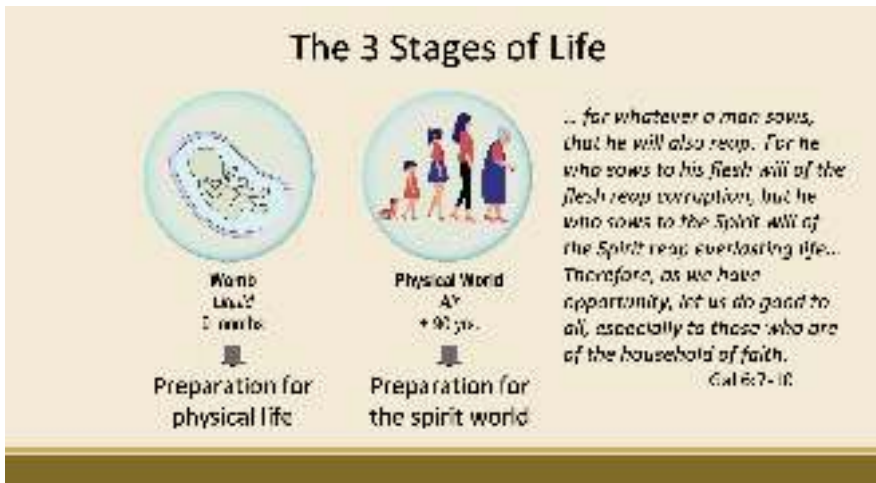 The 3 Stages of Life
Womb
Liquid
9 months
Preparation for
physical life
Physical World
Air
± 90 yrs.
Preparation for
the spirit world
... for whatever a man sows,
that he will also reap. For he
who sows to his flesh will of the
flesh reap corruption, but he
who sows to the Spirit will of
the Spirit reap everlasting life...
Therefore, as we have
opportunity, let us do good to
all, especially to those who are
of the household of faith.
Gal 6:7-10